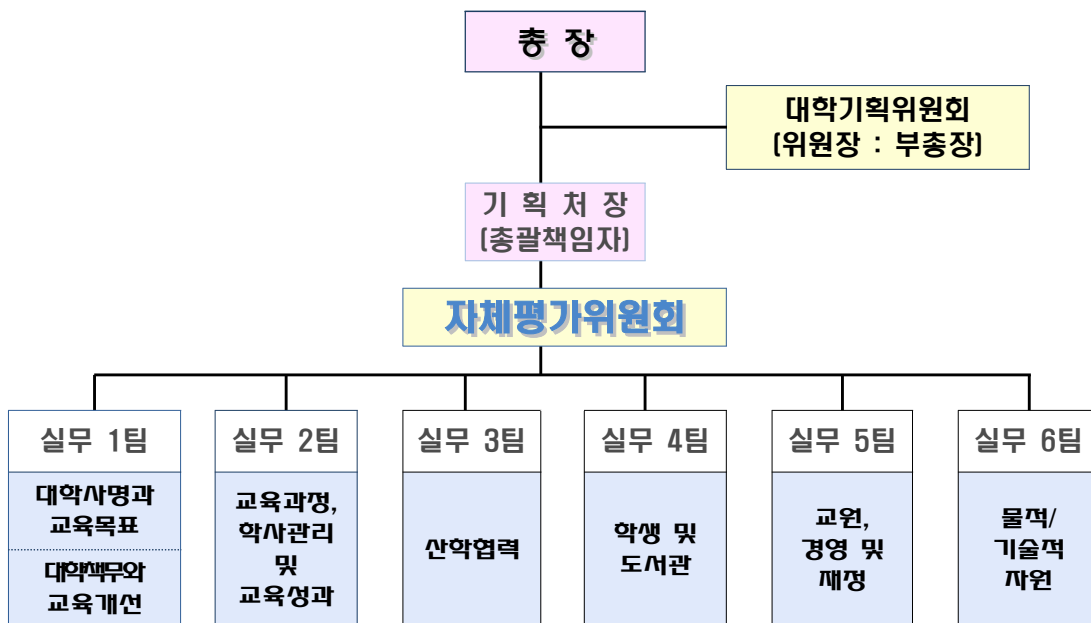 총 장
대학기획위원회
(위원장 : 부총장)
기 획 처 장
(총괄책임자)
자체평가위원회
실무 1팀
대학사명과
교육목표
대학책무와
교육개선
실무 2팀
교육과정,
학사관리
및
교육성과
실무 3팀
산학협력
실무 4팀
학생 및
도서관
실무 5팀
교원,
경영 및
재정
실무 6팀
물적/
기술적
자원